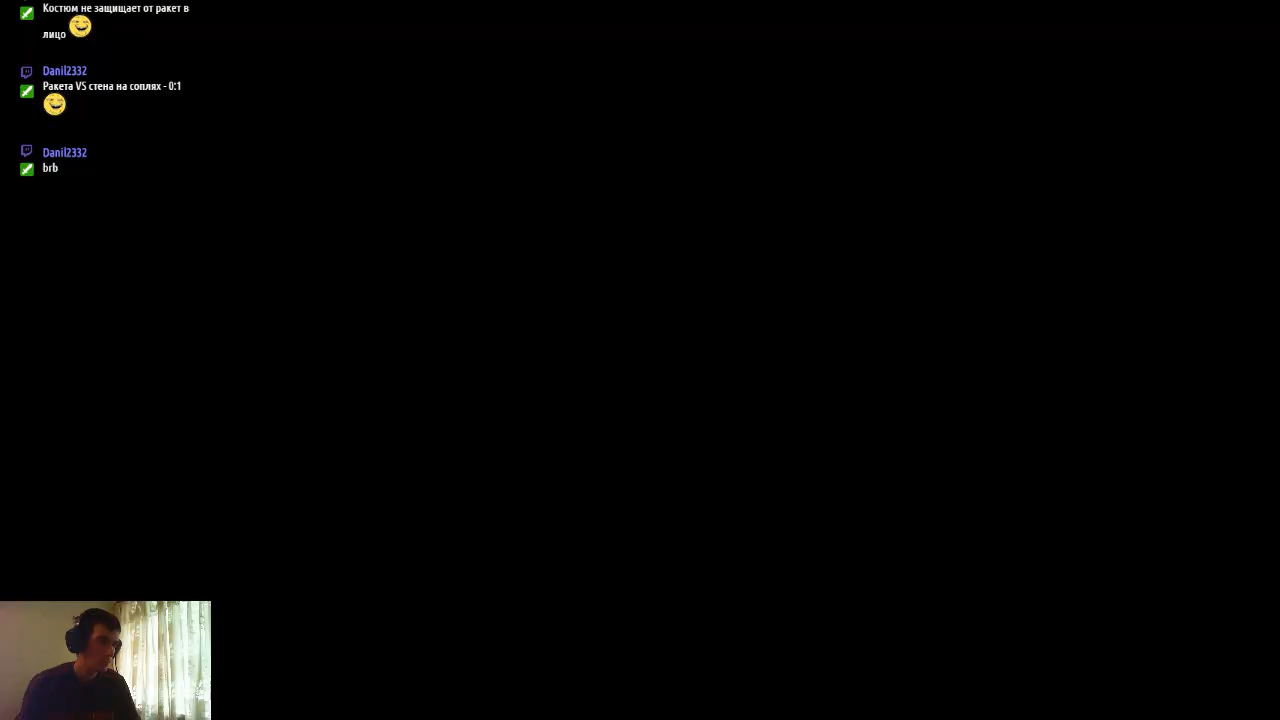 Костюм не защищает от ракет в
лицо
Danil2332
Ракета VS стена на соплях - 0:1
Danil2332
brb